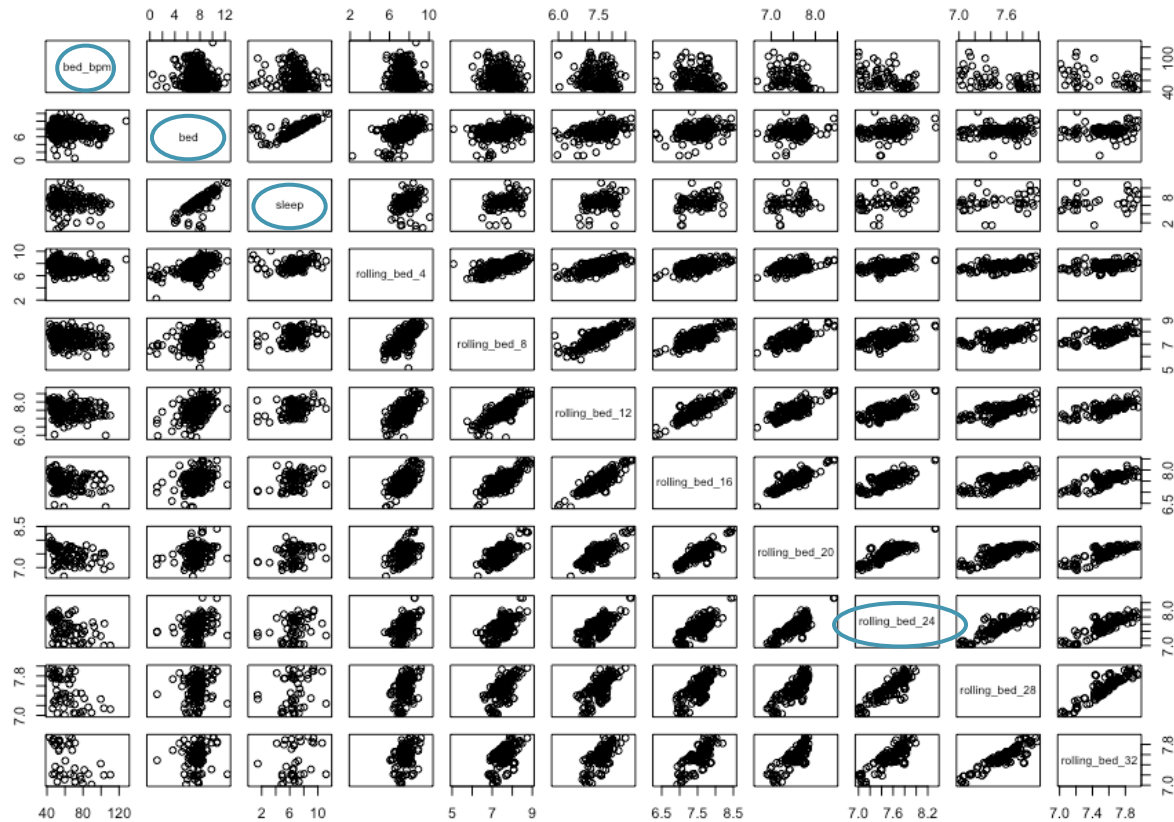 0 4 8 12 2 6 10 6.0 7.5 7.0 8.0 7.0 7.6
bed_bpm 40 100
0 6 bed
sleep 2 8
2 6 10 rolling_bed_4
rolling_bed_8 5 7 9
6.0 8.0 rolling_bed_12
rolling_bed_16 6.5 8.0
7.0 8.5 rolling_bed_20
rolling_bed_24 7.0 8.0
7.0 7.8 rolling_bed_28
rolling_bed_32 7.0 7.8
40 80 120 2 6 10 5 7 9 6.5 7.5 8.5 7.0 7.6 8.2 7.0 7.4 7.8